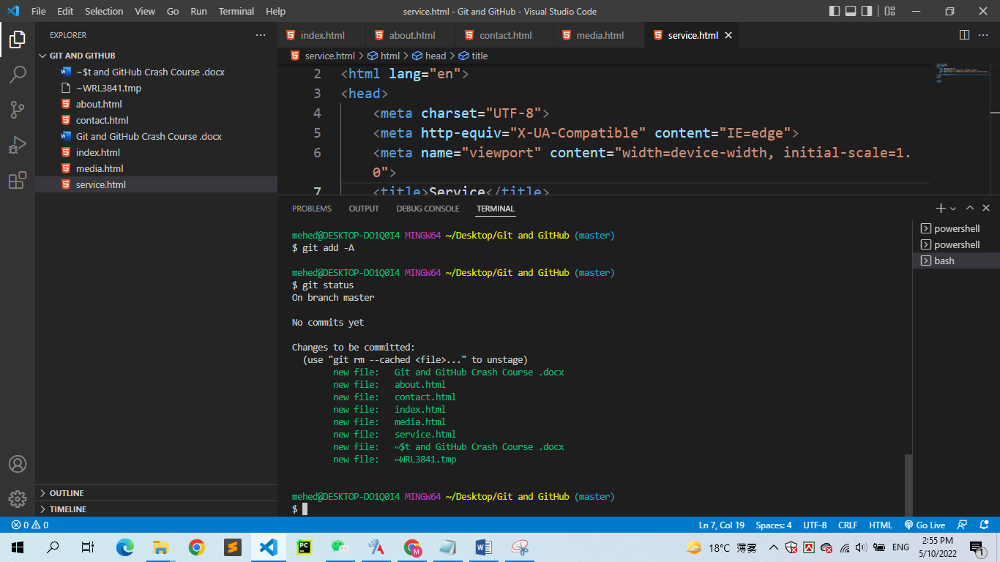 File Edit Selection View Go Run Terminal Help
service.html - Git and GitHub - Visual Studio Code
EXPLORER
GIT AND GITHUB
~$t and GitHub Crash Course .docx
~WRL3841.tmp
about.html
contact.html
Git and GitHub Crash Course .docx
index.html
media.html
service.html
OUTLINE
TIMELINE
index.html about.html contact.html media.html service.html
service.html > html > head > title
2 <html lang="en">
3 <head>
4 <meta charset="UTF-8">
5 <meta http-equiv="X-UA-Compatible" content="IE=edge">
6 <meta name="viewport" content="width=device-width, initial-scale=1.
0">
7 <title>Service</title>
PROBLEMS OUTPUT DEBUG CONSOLE TERMINAL
mehed@DESKTOP-DO1Q0I4 MINGW64 ~/Desktop/Git and GitHub (master)
$ git add -A
mehed@DESKTOP-DO1Q0I4 MINGW64 ~/Desktop/Git and GitHub (master)
$ git status
On branch master
No commits yet
Changes to be committed:
(use "git rm --cached <file>..." to unstage)
new file: Git and GitHub Crash Course .docx
new file: about.html
new file: contact.html
new file: index.html
new file: media.html
new file: service.html
new file: ~$t and GitHub Crash Course .docx
new file: ~WRL3841.tmp
mehed@DESKTOP-DO1Q0I4 MINGW64 ~/Desktop/Git and GitHub (master)
$
powershell
powershell
bash
0 0
Ln 7, Col 19 Spaces: 4 UTF-8 CRLF HTML Go Live
PC
M
18°C 薄雾
ENG
2:55 PM
5/10/2022
1